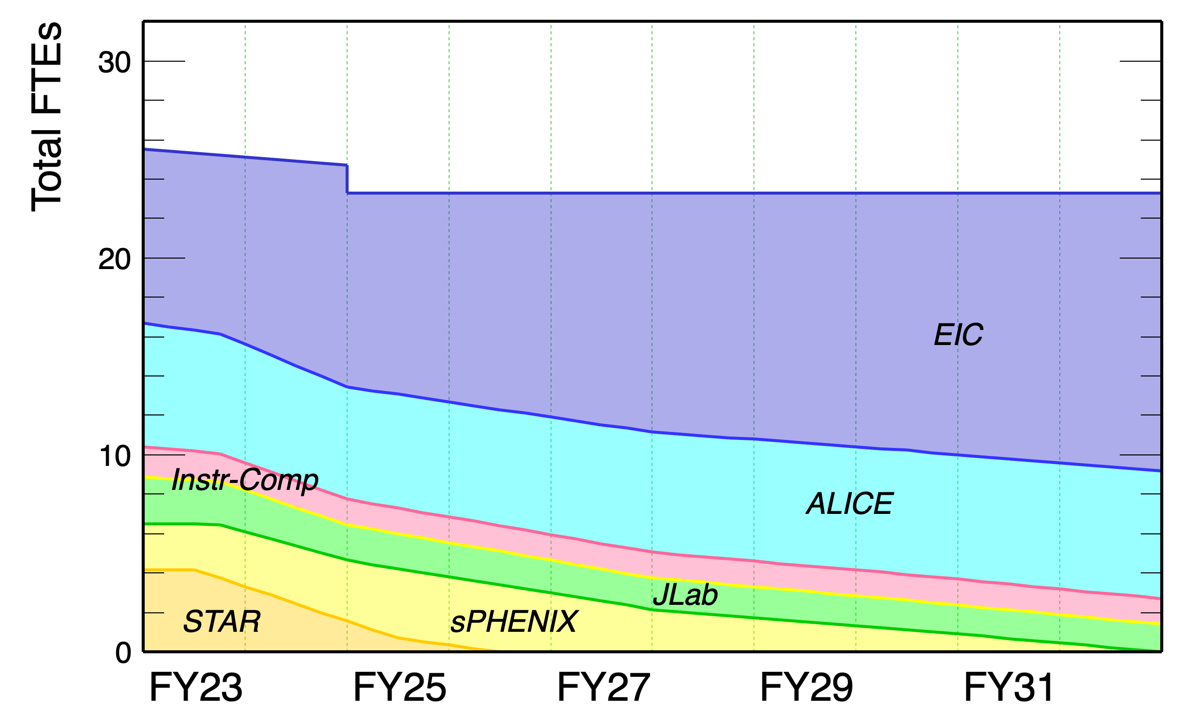 Total FTEs
30
20
10
0
EIC
ALICE
Instr-Comp
JLab
STAR
sPHENIX
FY23
FY25
FY27
FY29
FY31